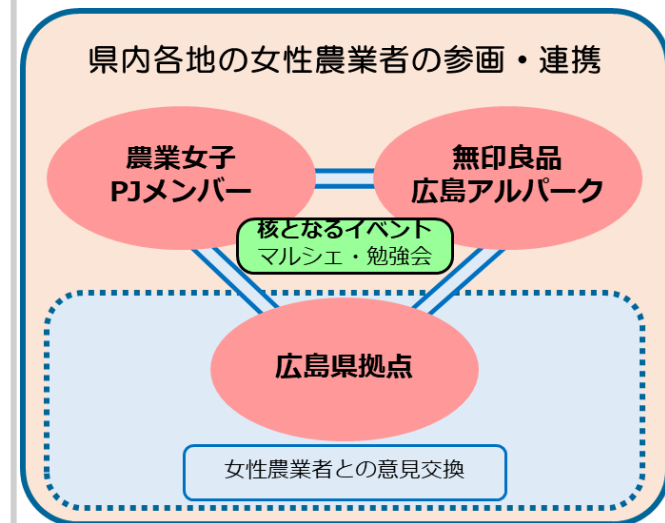 県内各地の女性農業者の参画・連携
農業女子
PJメンバー
無印良品
広島アルパーク
核となるイベント
マルシェ・勉強会
広島県拠点
女性農業者との意見交換